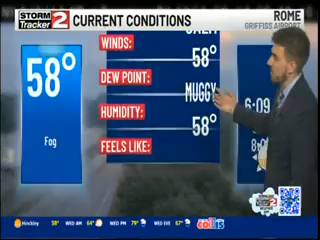 STORM
Tracker 2
CURRENT CONDITIONS
ROME
GRIFFISS AIRPORT
58°
Fog
WINDS:
58°
DEW POINT:
MUGGY
HUMIDITY:
58°
FEELS LIKE:
6:09
Hinckley 58° WED AM 64° WED PM 79° WED EVE 67°